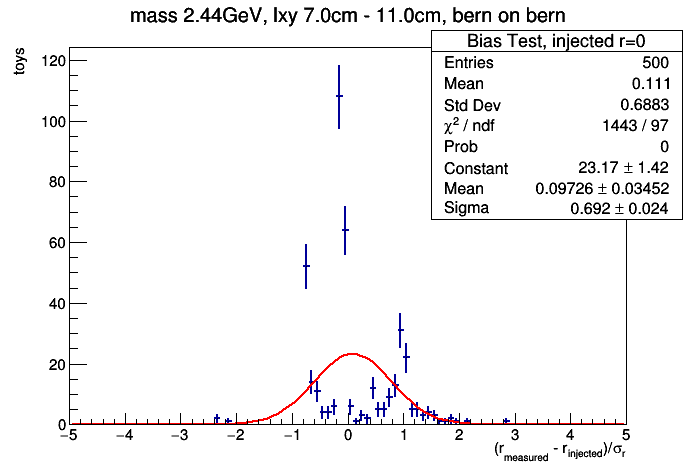 mass 2.44GeV, lxy 7.0cm - 11.0cm, bern on bern
toys
Bias Test, injected r=0
Entries 500
Mean 0.111
Std Dev 0.6883
χ² / ndf 1443 / 97
Prob 0
Constant 23.17 ± 1.42
Mean 0.09726 ± 0.03452
Sigma 0.692 ± 0.024
120
100
80
60
40
20
0
−5 −4 −3 −2 −1 0 1 2 3 4 5
(r_measured - r_injected)/σ_r